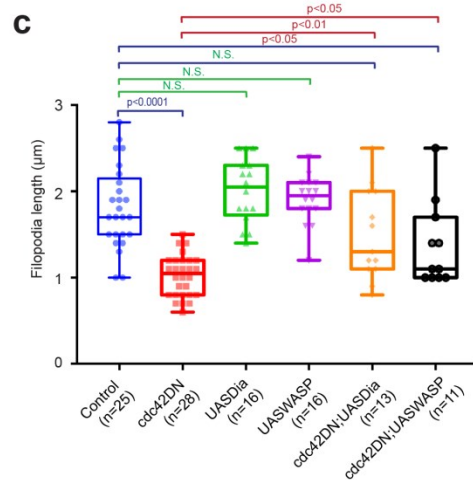 c
p<0.05
p<0.01
p<0.05
N.S.
N.S.
N.S.
p<0.0001
Filopodia length (μm)
3
2
1
0
Control
(n=25)
cdc42DN
(n=28)
UASDia
(n=16)
UASWASP
(n=16)
cdc42DN;UASDia
(n=13)
cdc42DN;UASWASP
(n=11)